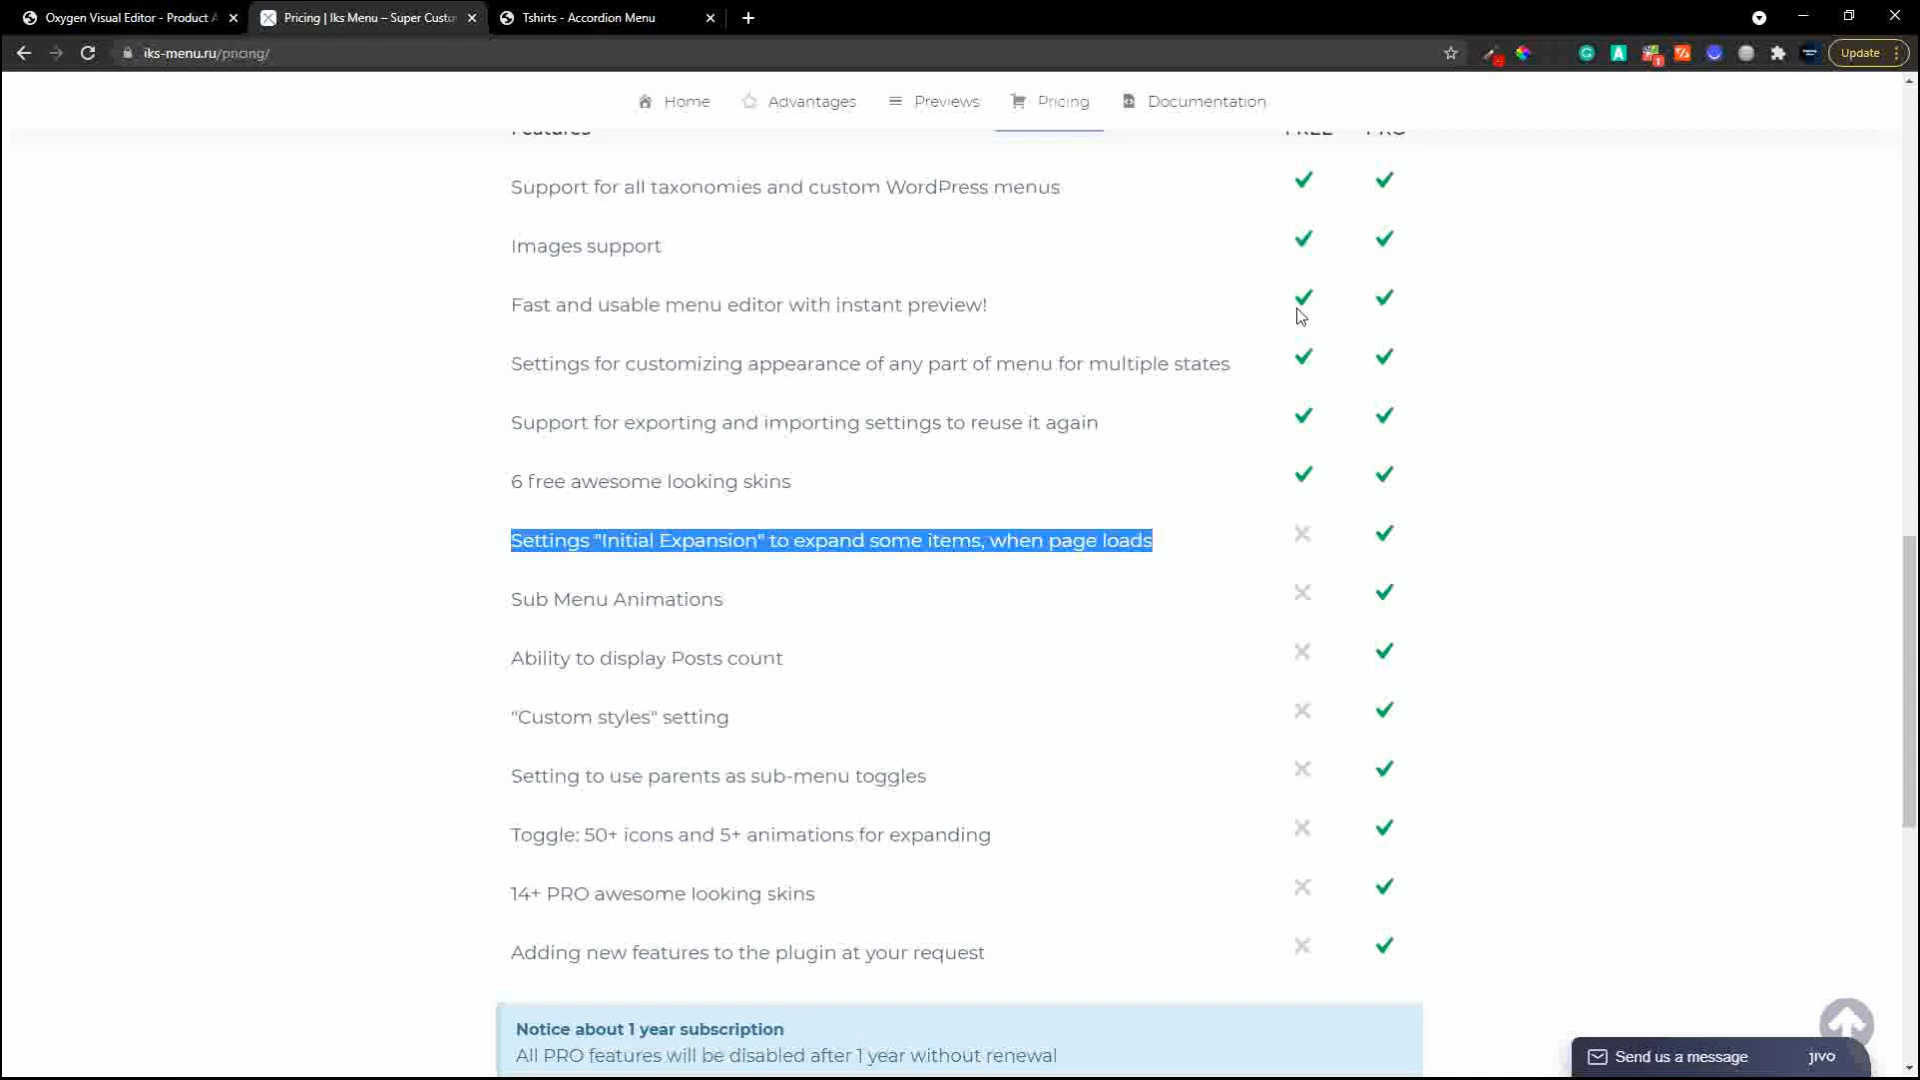 Oxygen Visual Editor - Product A
Pricing | Iks Menu – Super Custo
Tshirts - Accordion Menu
iks-menu.ru/pricing/
Update
Home
Advantages
Previews
Pricing
Documentation
Features FREE PRO
Support for all taxonomies and custom WordPress menus
Images support
Fast and usable menu editor with instant preview!
Settings for customizing appearance of any part of menu for multiple states
Support for exporting and importing settings to reuse it again
6 free awesome looking skins
Settings "Initial Expansion" to expand some items, when page loads
Sub Menu Animations
Ability to display Posts count
"Custom styles" setting
Setting to use parents as sub-menu toggles
Toggle: 50+ icons and 5+ animations for expanding
14+ PRO awesome looking skins
Adding new features to the plugin at your request
Notice about 1 year subscription
All PRO features will be disabled after 1 year without renewal
Send us a message jivo